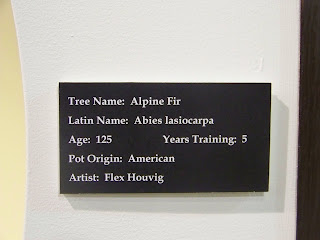 Tree Name: Alpine Fir
Latin Name: Abies lasiocarpa
Age: 125 Years Training: 5
Pot Origin: American
Artist: Flex Houvig